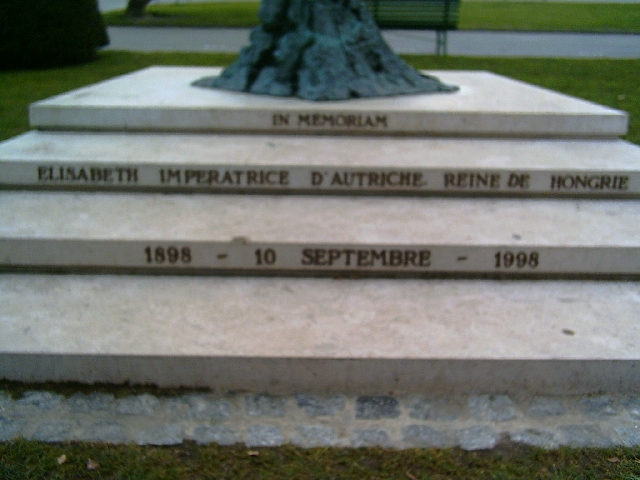 IN MEMORIAM
ELISABETH IMPERATRICE D'AUTRICHE REINE DE HONGRIE
1898 - 10 SEPTEMBRE - 1998